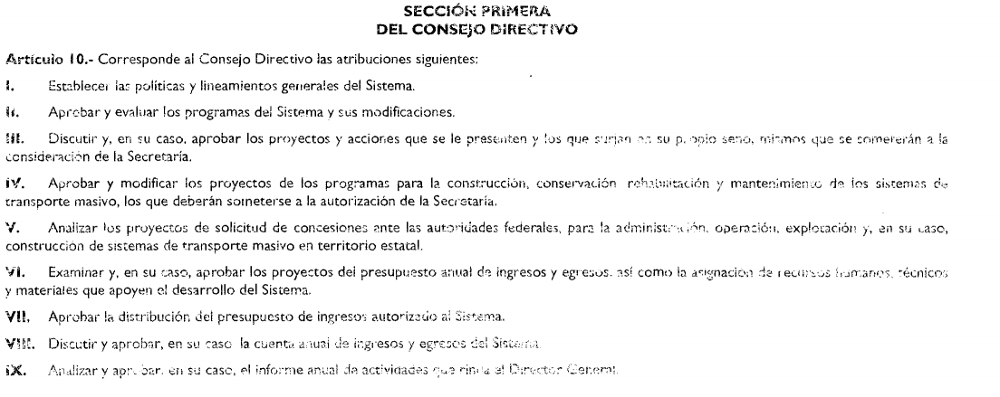 SECCIÓN PRIMERA
DEL CONSEJO DIRECTIVO
Artículo 10.- Corresponde al Consejo Directivo las atribuciones siguientes:
I. Establecer las políticas y lineamientos generales del Sistema.
II. Aprobar y evaluar los programas del Sistema y sus modificaciones.
III. Discutir y, en su caso, aprobar los proyectos y acciones que se le presenten y los que surjan en su propio seno, mismos que se someterán a la
consideración de la Secretaría.
IV. Aprobar y modificar los proyectos de los programas para la construcción, conservación rehabilitación y mantenimiento de los sistemas de
transporte masivo, los que deberán someterse a la autorización de la Secretaría.
V. Analizar los proyectos de solicitud de concesiones ante las autoridades federales, para la administración, operación, explotación y, en su caso,
construcción de sistemas de transporte masivo en territorio estatal.
VI. Examinar y, en su caso, aprobar los proyectos del presupuesto anual de ingresos y egresos, así como la asignación de recursos humanos, técnicos
y materiales que apoyen el desarrollo del Sistema.
VII. Aprobar la distribución del presupuesto de ingresos autorizado al Sistema.
VIII. Discutir y aprobar, en su caso la cuenta anual de ingresos y egresos del Sistema.
IX. Analizar y aprobar, en su caso, el informe anual de actividades que rinda el Director General.